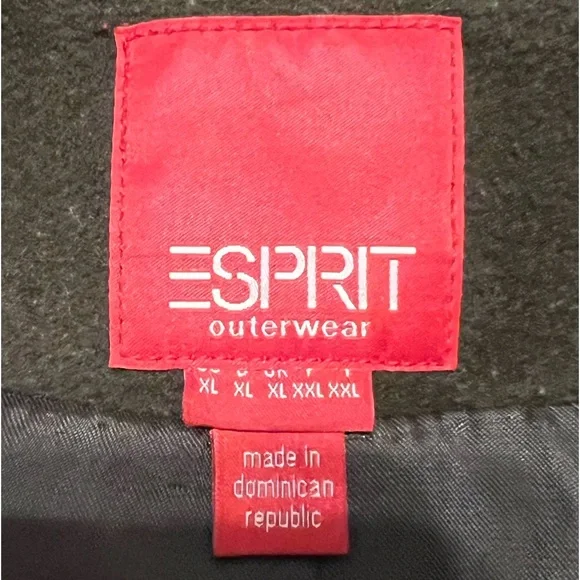 ESPRIT
outerwear
XL XL XL XXL XXL
made in
dominican
republic